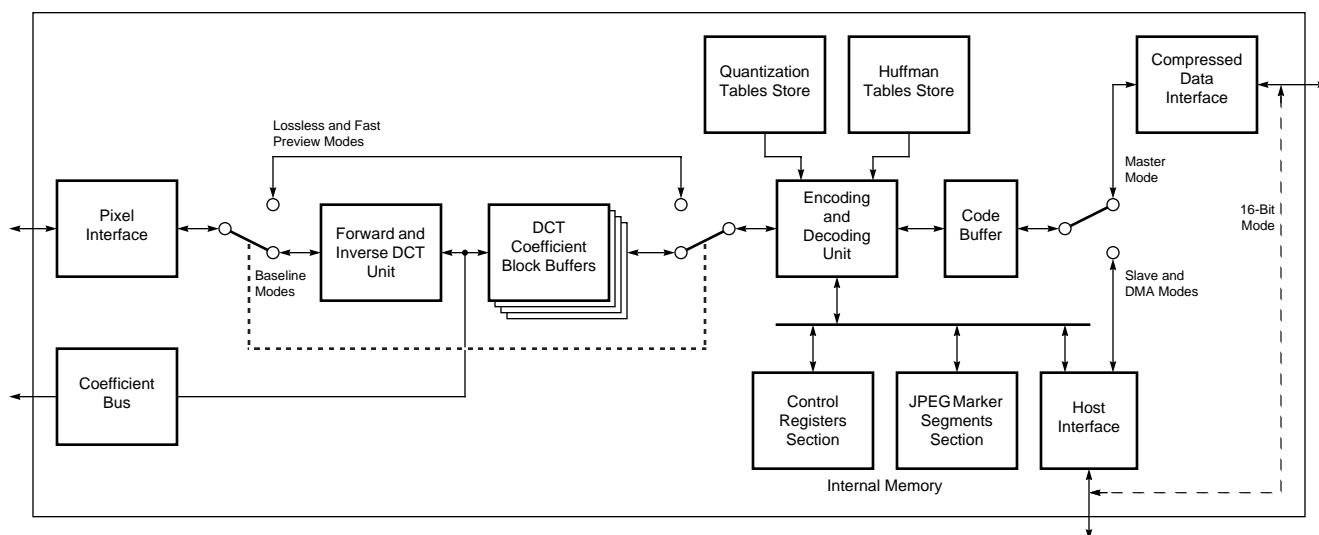 Quantization
Tables Store
Huffman
Tables Store
Compressed
Data
Interface
Lossless and Fast
Preview Modes
Master
Mode
16-Bit
Mode
Pixel
Interface
Baseline
Modes
Forward and
Inverse DCT
Unit
DCT
Coefficient
Block Buffers
Encoding
and
Decoding
Unit
Code
Buffer
Slave and
DMA Modes
Coefficient
Bus
Control
Registers
Section
JPEG Marker
Segments
Section
Host
Interface
Internal Memory